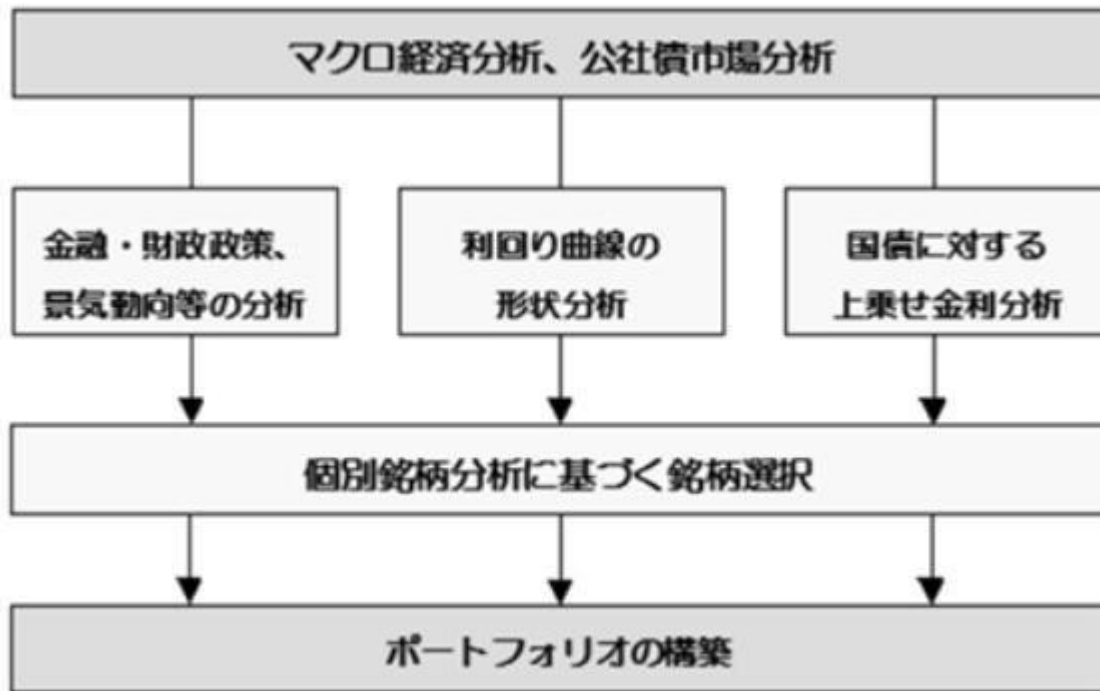 マクロ経済分析、公社債市場分析
金融・財政政策、
景気動向等の分析
利回り曲線の
形状分析
国債に対する
上乗せ金利分析
個別銘柄分析に基づく銘柄選択
ポートフォリオの構築